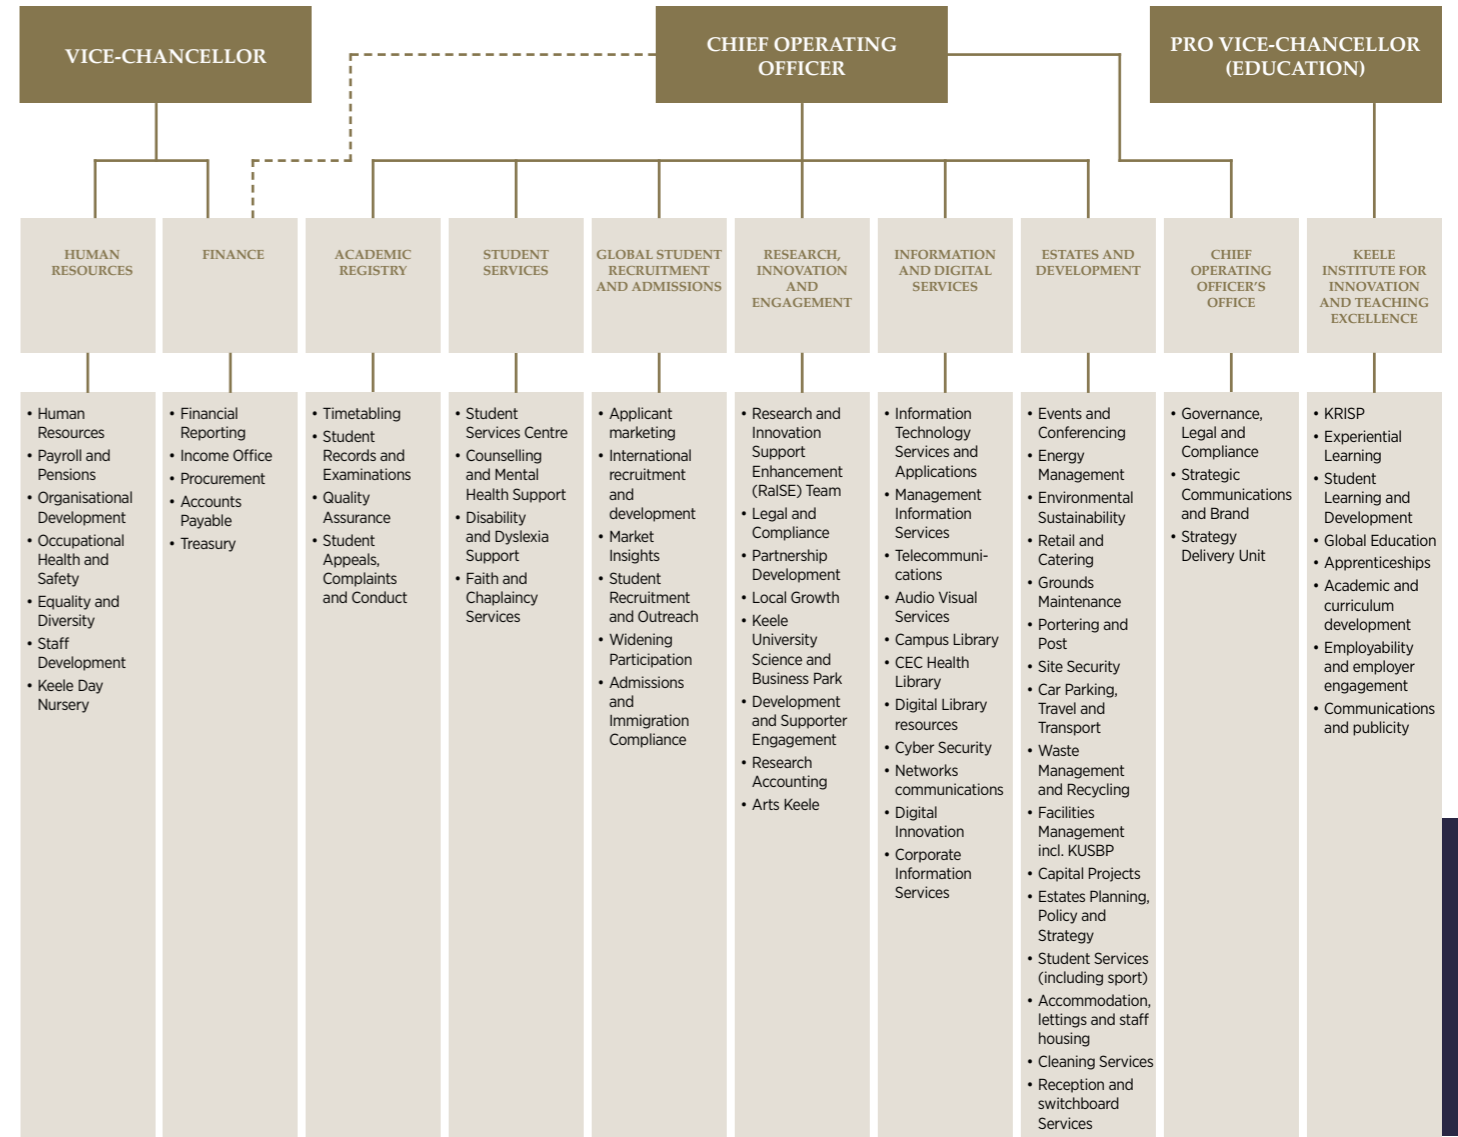 VICE-CHANCELLOR
CHIEF OPERATING
OFFICER
PRO VICE-CHANCELLOR
(EDUCATION)
HUMAN
RESOURCES
FINANCE
ACADEMIC
REGISTRY
STUDENT
SERVICES
GLOBAL STUDENT
RECRUITMENT
AND ADMISSIONS
RESEARCH,
INNOVATION
AND
ENGAGEMENT
INFORMATION
AND DIGITAL
SERVICES
ESTATES AND
DEVELOPMENT
CHIEF
OPERATING
OFFICER'S
OFFICE
KEELE
INSTITUTE FOR
INNOVATION
AND TEACHING
EXCELLENCE
• Human
Resources
• Payroll and
Pensions
• Organisational
Development
• Occupational
Health and
Safety
• Equality and
Diversity
• Staff
Development
• Keele Day
Nursery
• Financial
Reporting
• Income Office
• Procurement
• Accounts
Payable
• Treasury
• Timetabling
• Student
Records and
Examinations
• Quality
Assurance
• Student
Appeals,
Complaints
and Conduct
• Student
Services Centre
• Counselling
and Mental
Health Support
• Disability
and Dyslexia
Support
• Faith and
Chaplaincy
Services
• Applicant
marketing
• International
recruitment
and
development
• Market
Insights
• Student
Recruitment
and Outreach
• Widening
Participation
• Admissions
and
Immigration
Compliance
• Research and
Innovation
Support
Enhancement
(RaISE) Team
• Legal and
Compliance
• Partnership
Development
• Local Growth
• Keele
University
Science and
Business Park
• Development
and Supporter
Engagement
• Research
Accounting
• Arts Keele
• Information
Technology
Services and
Applications
• Management
Information
Services
• Telecommuni-
cations
• Audio Visual
Services
• Campus Library
• CEC Health
Library
• Digital Library
resources
• Cyber Security
• Networks
communications
• Digital
Innovation
• Corporate
Information
Services
• Events and
Conferencing
• Energy
Management
• Environmental
Sustainability
• Retail and
Catering
• Grounds
Maintenance
• Portering and
Post
• Site Security
• Car Parking,
Travel and
Transport
• Waste
Management
and Recycling
• Facilities
Management
incl. KUSBP
• Capital Projects
• Estates Planning,
Policy and
Strategy
• Student Services
(including sport)
• Accommodation,
lettings and staff
housing
• Cleaning Services
• Reception and
switchboard
Services
• Governance,
Legal and
Compliance
• Strategic
Communications
and Brand
• Strategy
Delivery Unit
• KRISP
• Experiential
Learning
• Student
Learning and
Development
• Global Education
• Apprenticeships
• Academic and
curriculum
development
• Employability
and employer
engagement
• Communications
and publicity